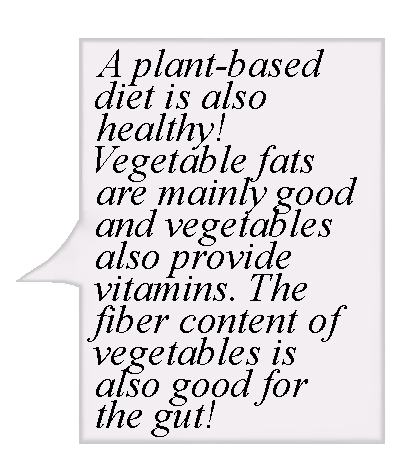 A plant-based
diet is also
healthy!
Vegetable fats
are mainly good
and vegetables
also provide
vitamins. The
fiber content of
vegetables is
also good for
the gut!